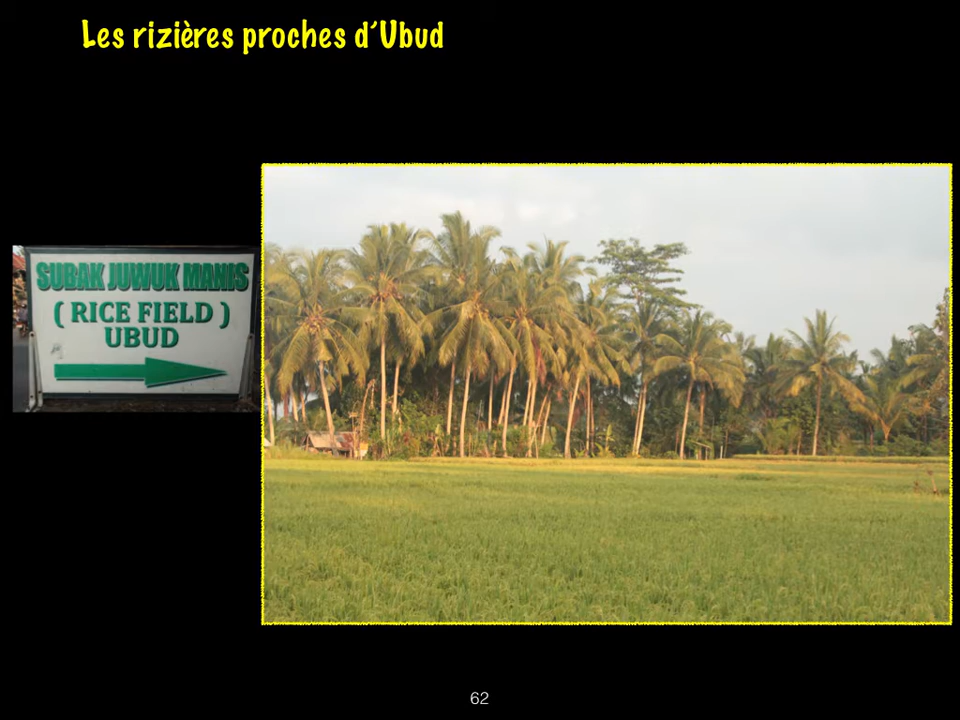 Les rizières proches d'Ubud
SUBAK JUWUK MANIS
( RICE FIELD )
UBUD
62